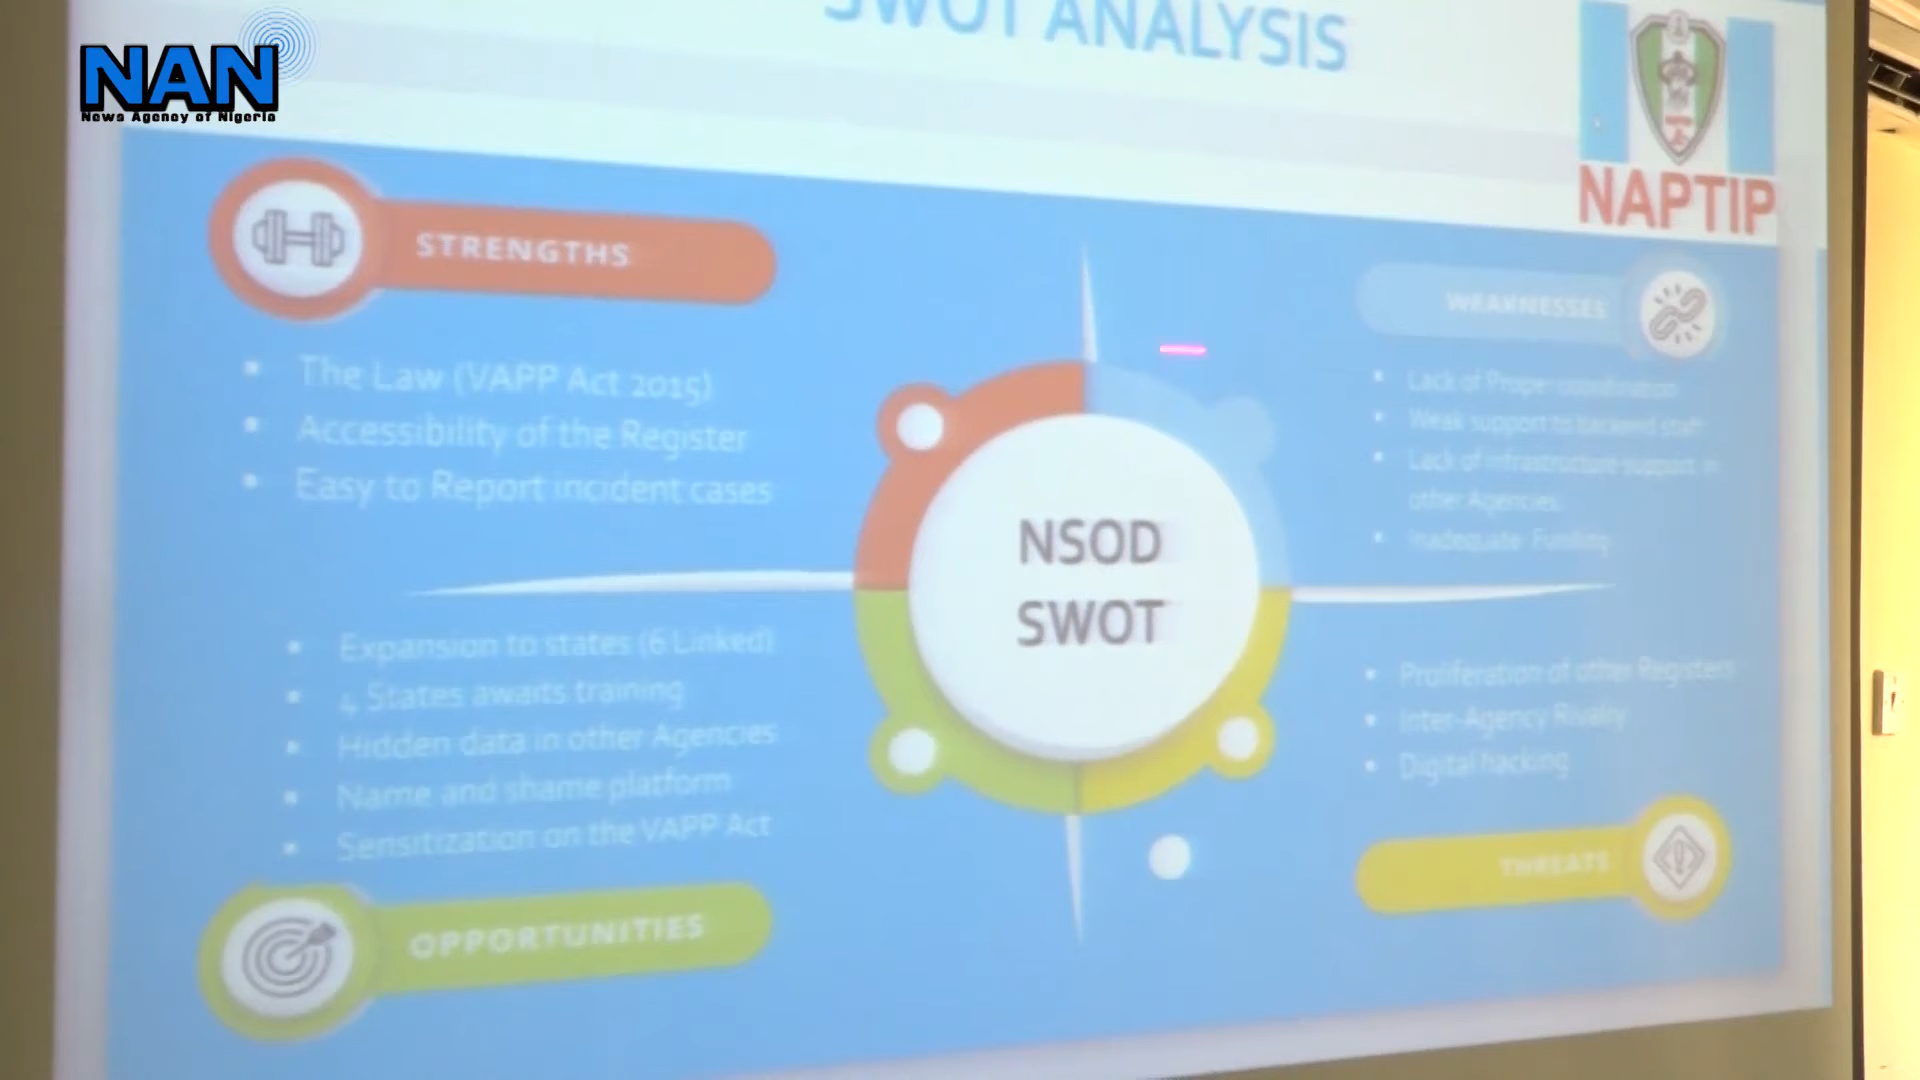 SWOT ANALYSIS
NAN
News Agency of Nigeria
NAPTIP
STRENGTHS
The Law (VAPP Act 2015)
Accessibility of the Register
Easy to Report incident cases
WEAKNESSES
Lack of Proper coordination
Weak support to backend staff
Lack of infrastructure support in
other Agencies
Inadequate Funding
NSOD
SWOT
Expansion to states (6 Linked)
4 States awaits training
Hidden data in other Agencies
Name and shame platform
Sensitization on the VAPP Act
OPPORTUNITIES
Proliferation of other Registers
Inter-Agency Rivalry
Digital hacking
THREATS